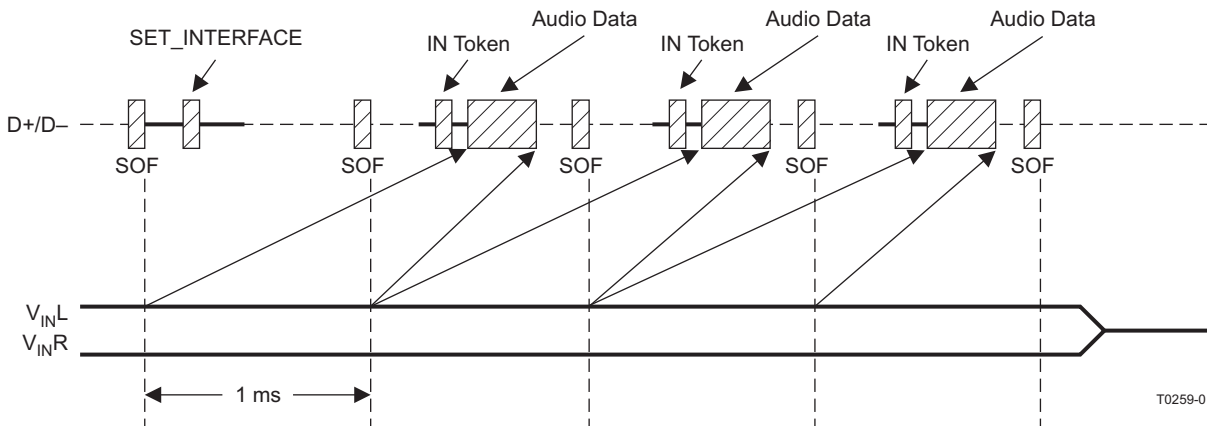 Audio Data
Audio Data
Audio Data
SET_INTERFACE
IN Token
IN Token
IN Token
D+/D–
SOF
SOF
SOF
SOF
SOF
VINL
VINR
1 ms
T0259-0